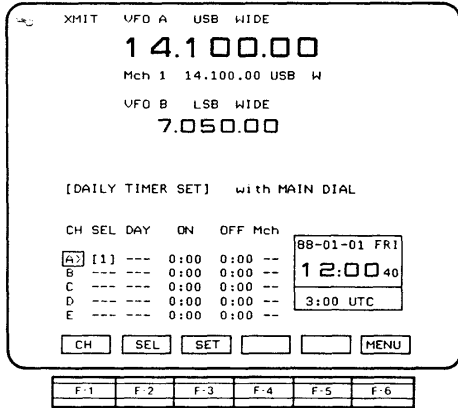 XMIT VFO A USB WIDE
14.100.00
Mch 1 14.100.00 USB W
VFO B LSB WIDE
7.050.00
[DAILY TIMER SET] with MAIN DIAL
CH SEL DAY ON OFF Mch
A> [1] --- 0:00 0:00 --
B --- --- 0:00 0:00 --
C --- --- 0:00 0:00 --
D --- --- 0:00 0:00 --
E --- --- 0:00 0:00 --
88-01-01 FRI
12:00 40
3:00 UTC
CH SEL SET MENU
F-1 F-2 F-3 F-4 F-5 F-6